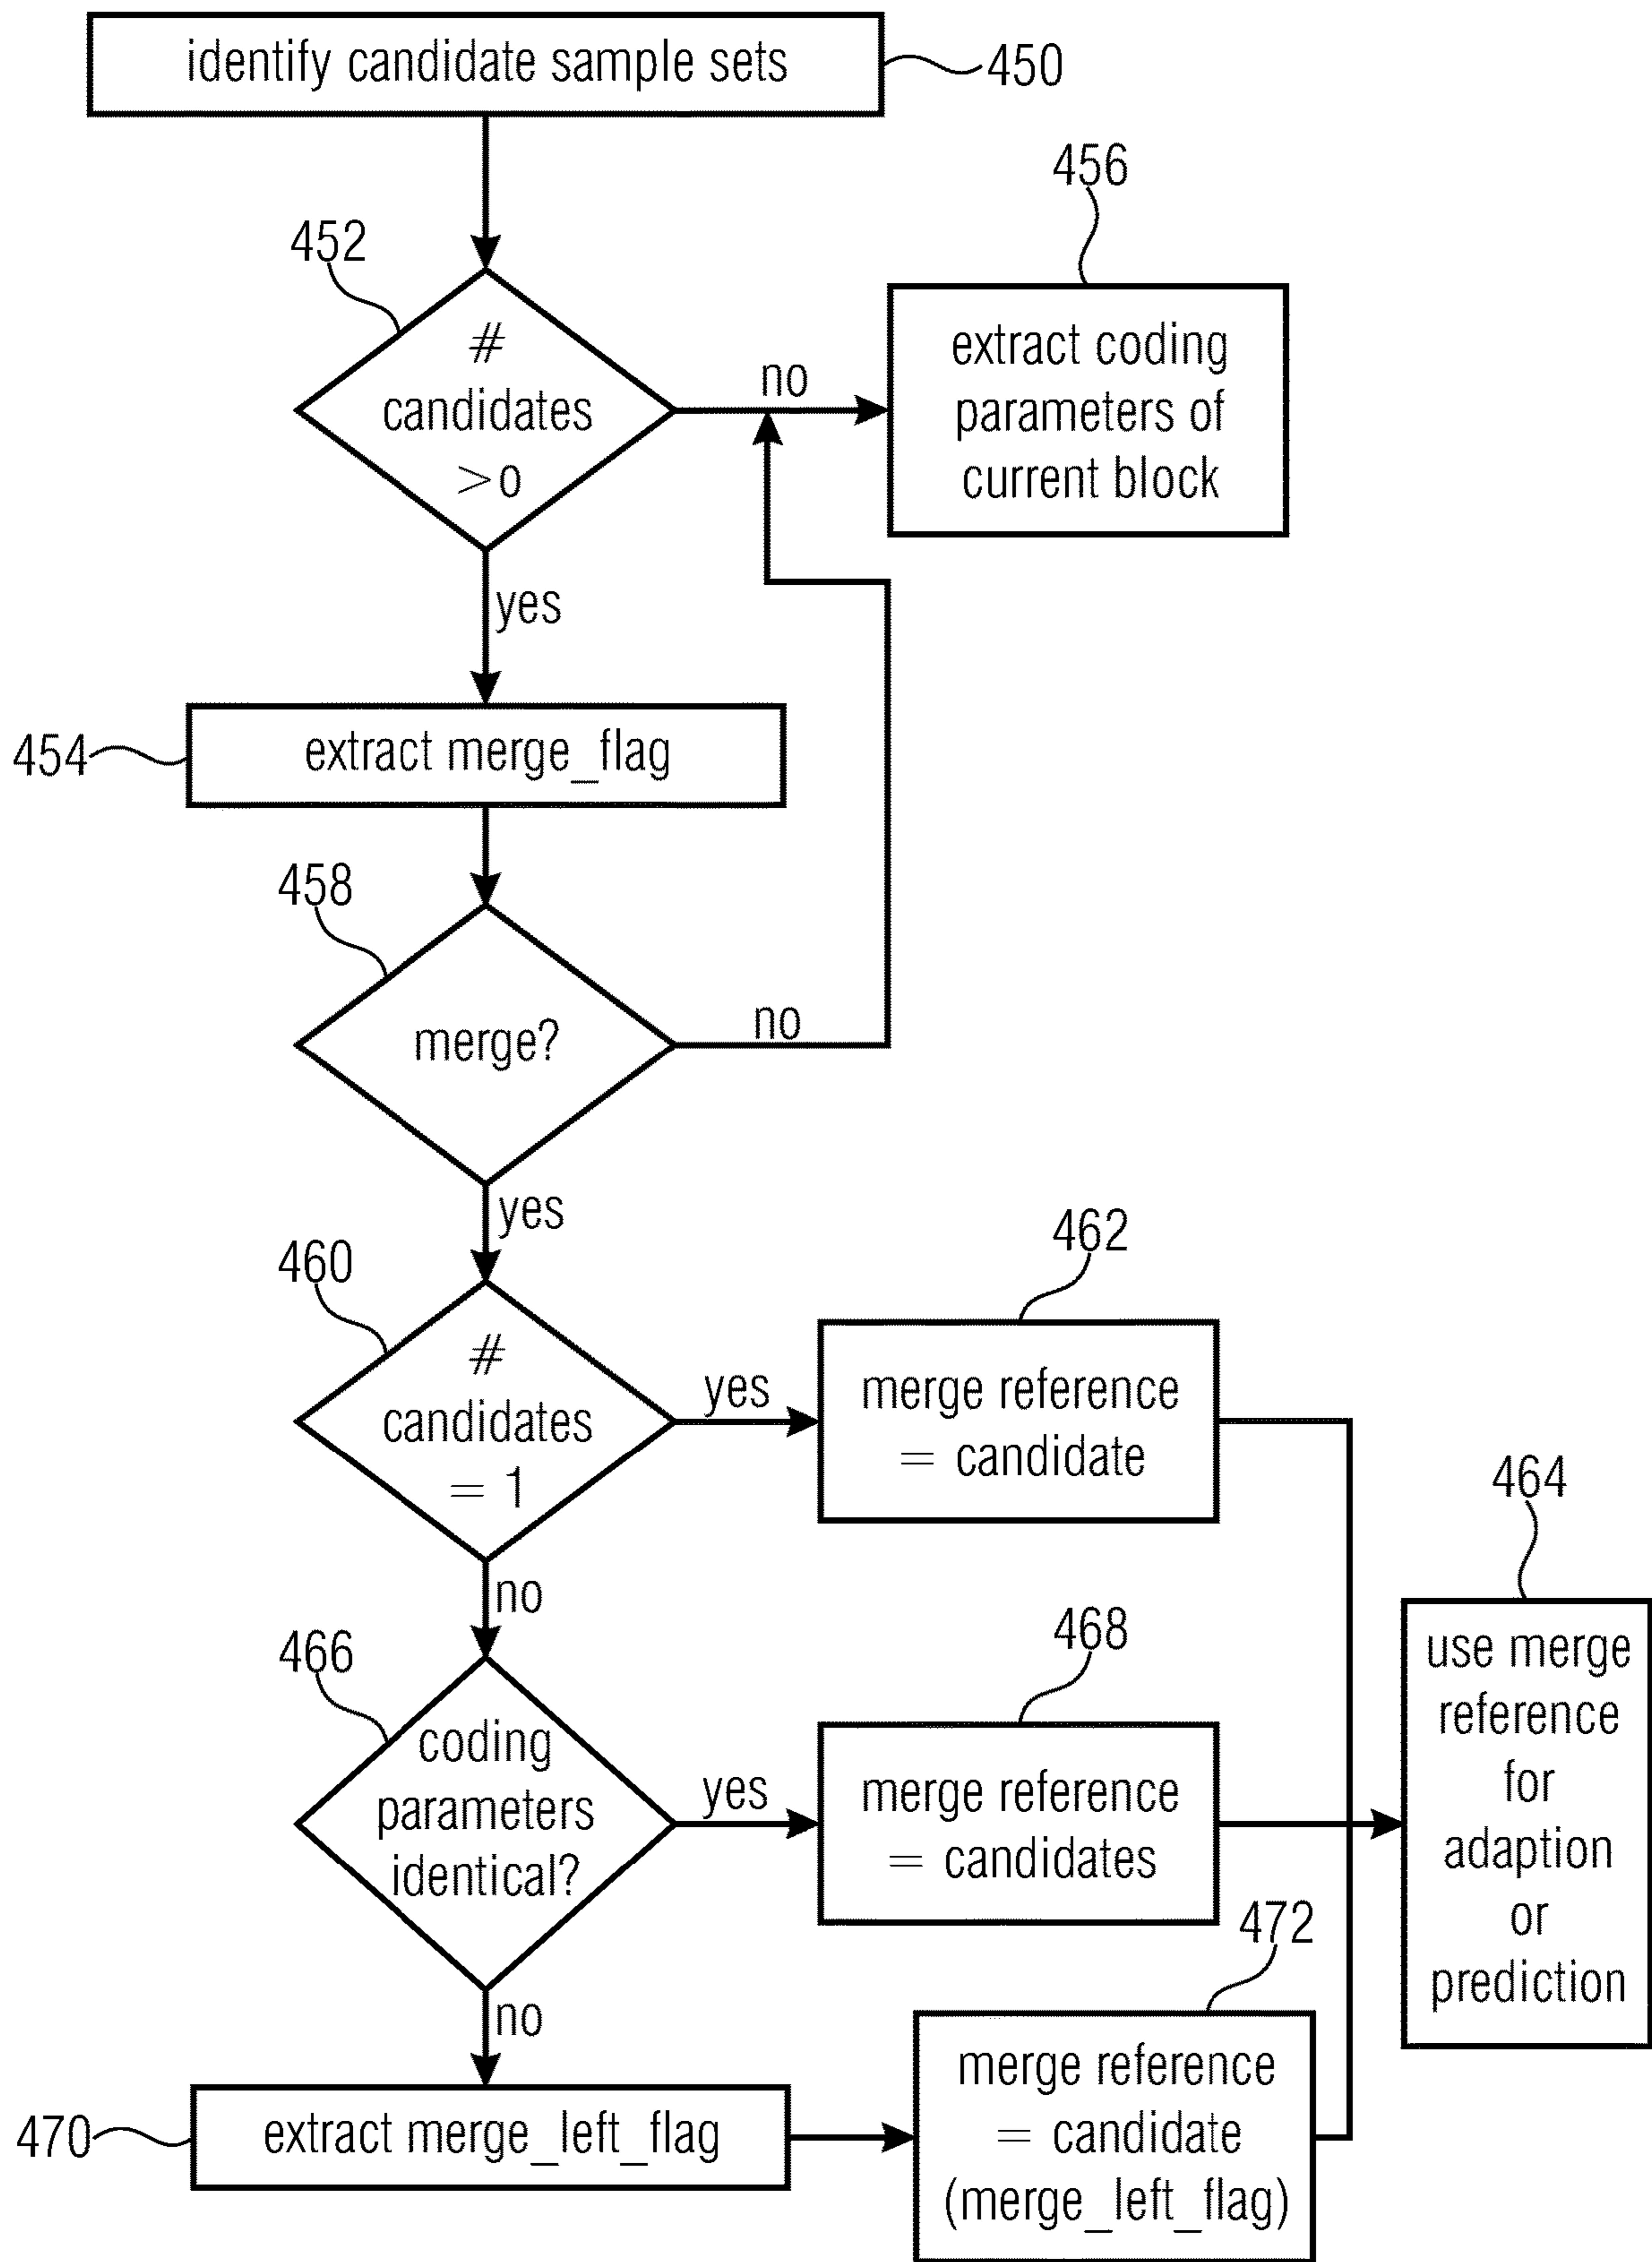 identify candidate sample sets
450
456
452
#
candidates
>o
no
extract coding
parameters of
current block
yes
454
extract merge_flag
458
merge?
no
yes
460
462
#
candidates
= 1
yes
merge reference
= candidate
464
no
466
468
coding
parameters
identical?
yes
merge reference
= candidates
use merge
reference
for
adaption
or
prediction
472
no
470
extract merge_left_flag
merge reference
= candidate
(merge_left_flag)